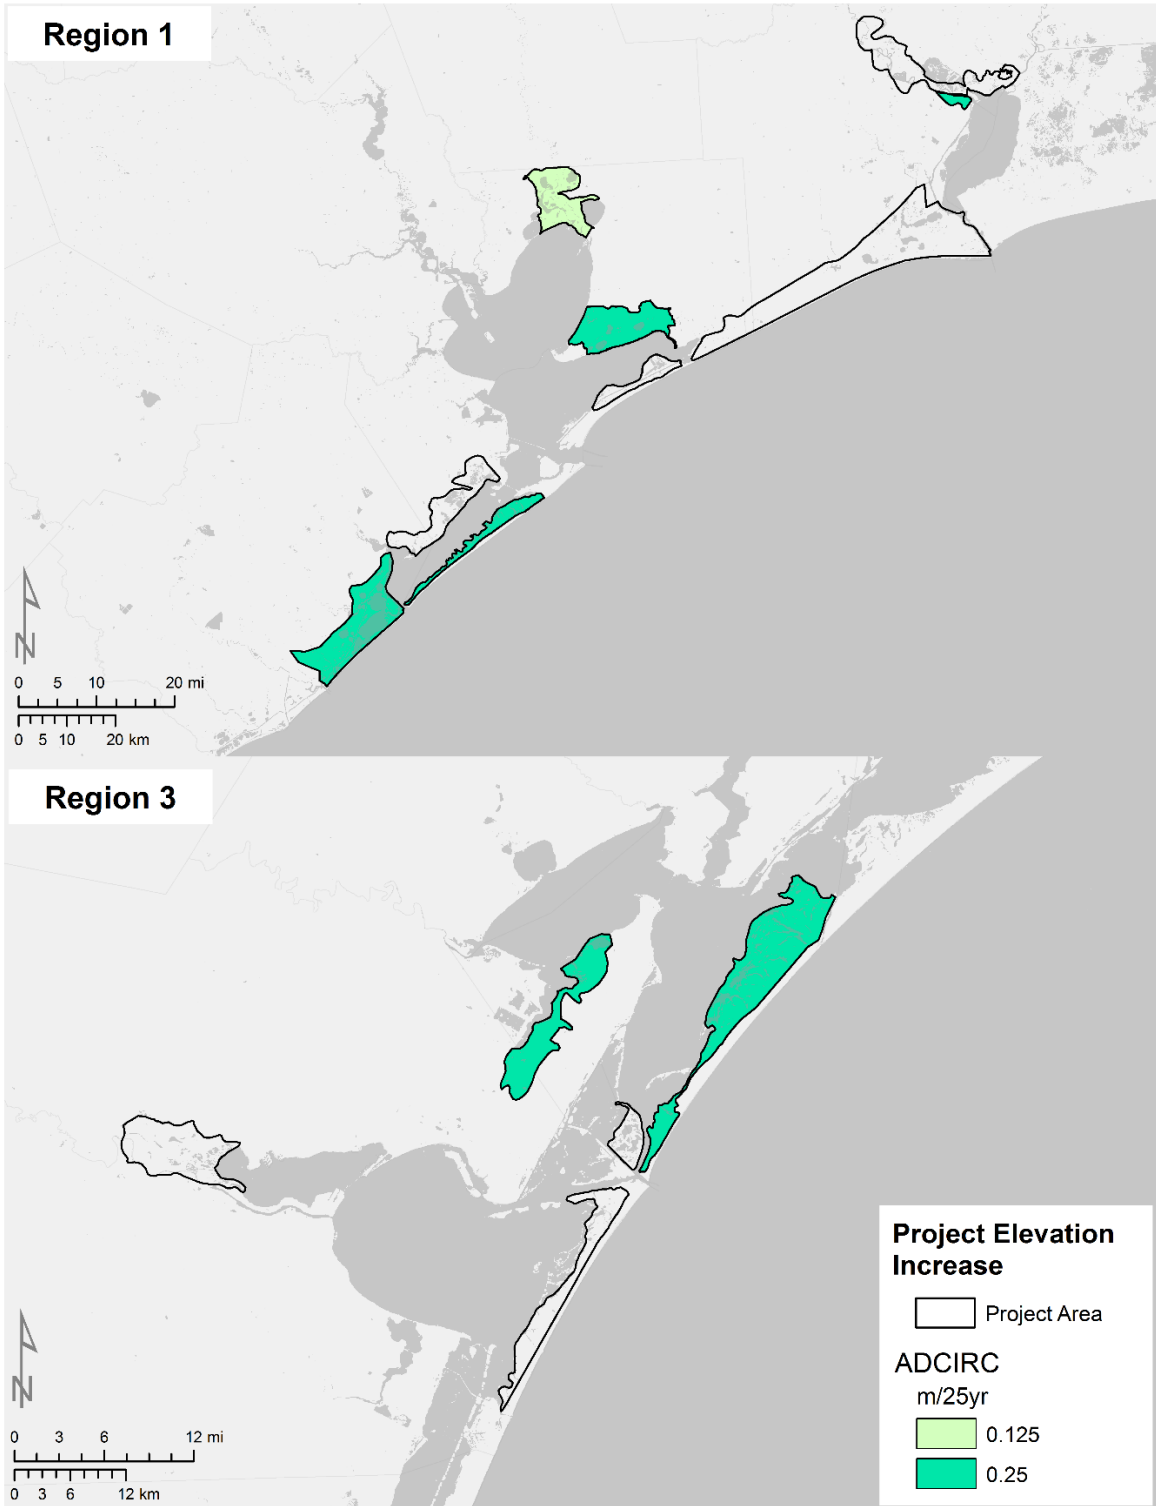 Region 1
N
0 5 10 20 mi
0 5 10 20 km
Region 3
N
0 3 6 12 mi
0 3 6 12 km
Project Elevation
Increase
Project Area
ADCIRC
m/25yr
0.125
0.25